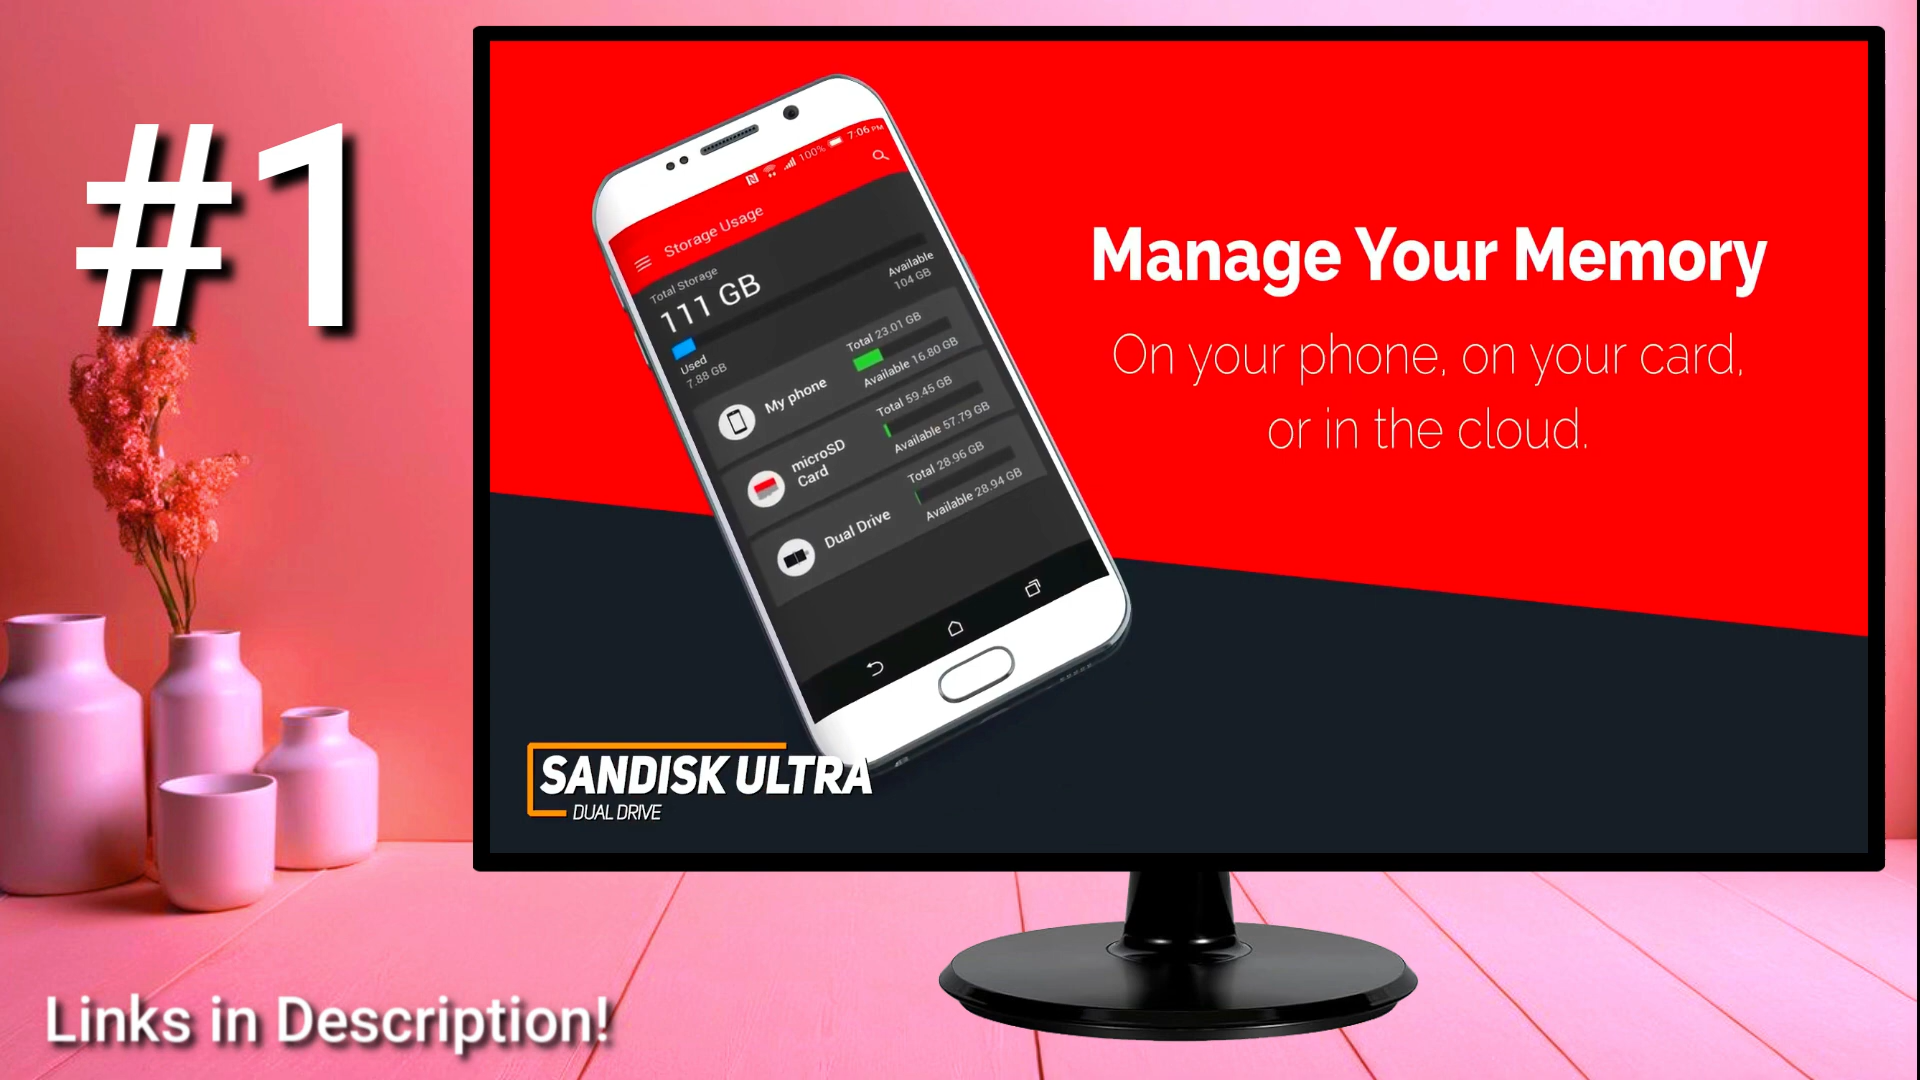 #1
7:06 PM
100%
Storage Usage
Total Storage
111 GB
Available
104 GB
Used
7.88 GB
My phone
Total 23.01 GB
Available 16.80 GB
microSD
Card
Total 59.45 GB
Available 57.79 GB
Dual Drive
Total 28.96 GB
Available 28.94 GB
Manage Your Memory
On your phone, on your card,
or in the cloud.
SANDISK ULTRA
DUAL DRIVE
Links in Description!